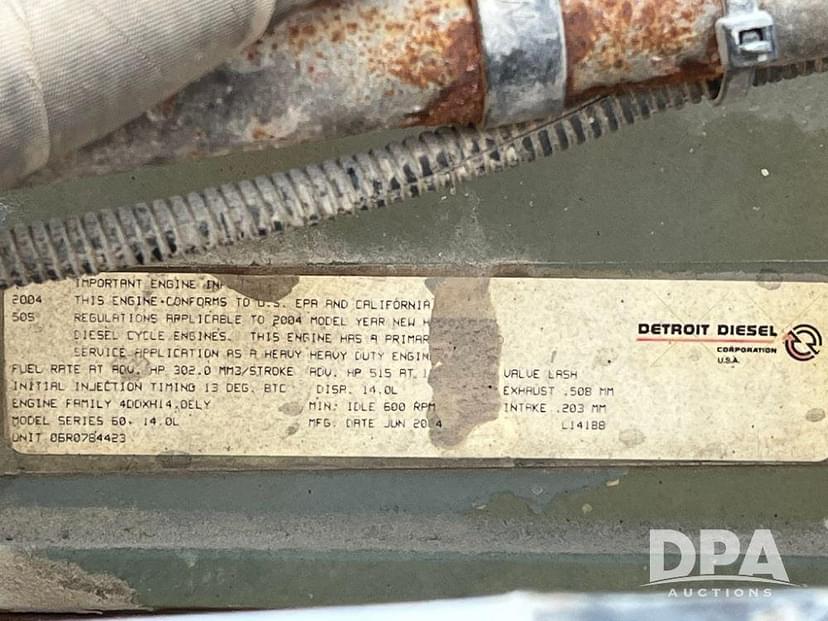 IMPORTANT ENGINE
2004 THIS ENGINE CONFORMS TO U.S. EPA AND CALIFORNIA
505 REGULATIONS APPLICABLE TO 2004 MODEL YEAR NEW
DIESEL CYCLE ENGINES. THIS ENGINE HAS A PRIMAR
SERVICE APPLICATION AS A HEAVY HEAVY DUTY ENGIN
FUEL RATE AT ADV. HP 302.0 MM3/STROKE ADV. HP 515 AT
INITIAL INJECTION TIMING 13 DEG. BTC DISP. 14.0L
ENGINE FAMILY 4DDXH14.0ELY MIN. IDLE 600 RPM
MODEL SERIES 60, 14.0L MFG. DATE JUN
UNIT 06R0784423
VALVE LASH
EXHAUST .508 MM
INTAKE .203 MM
L14188
DETROIT DIESEL
CORPORATION
U.S.A.
DPA
AUCTIONS